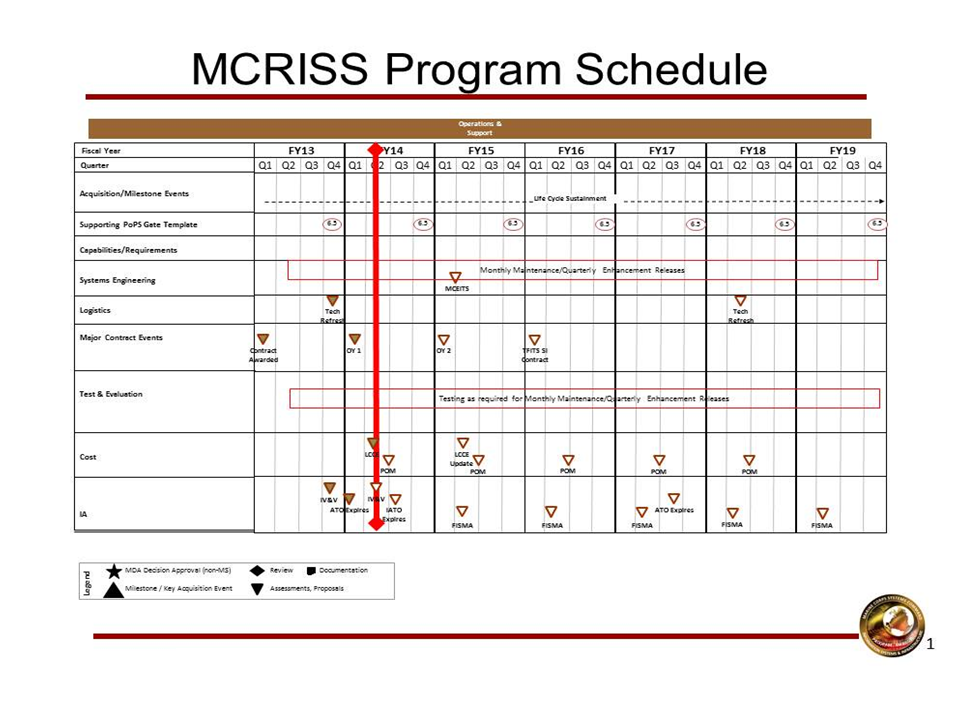 MCRISS Program Schedule
Operations &
Support
Fiscal Year FY13 FY14 FY15 FY16 FY17 FY18 FY19
Quarter Q1 Q2 Q3 Q4 Q1 Q2 Q3 Q4 Q1 Q2 Q3 Q4 Q1 Q2 Q3 Q4 Q1 Q2 Q3 Q4 Q1 Q2 Q3 Q4 Q1 Q2 Q3 Q4
Acquisition/Milestone Events
Life Cycle Sustainment
Supporting PoPS Gate Template 6.5 6.5 6.5 6.5 6.5 6.5 6.5
Capabilities/Requirements
Monthly Maintenance/Quarterly Enhancement Releases
Systems Engineering
MCEITS
Logistics
Tech Tech
Refresh Refresh
Major Contract Events
Contract OY 1 OY 2 TFITS SI
Awarded Contract
Test & Evaluation
Testing as required for Monthly Maintenance/Quarterly Enhancement Releases
Cost
LCCE LCCE
Update
POM POM POM POM POM
IV&V IV&V
ATO Expires IATO ATO Expires
Expires
IA
FISMA FISMA FISMA FISMA FISMA
Legend
MDA Decision Approval (non-MS) Review Documentation
Milestone / Key Acquisition Event Assessments, Proposals
MARINE CORPS SYSTEMS COMMAND
1